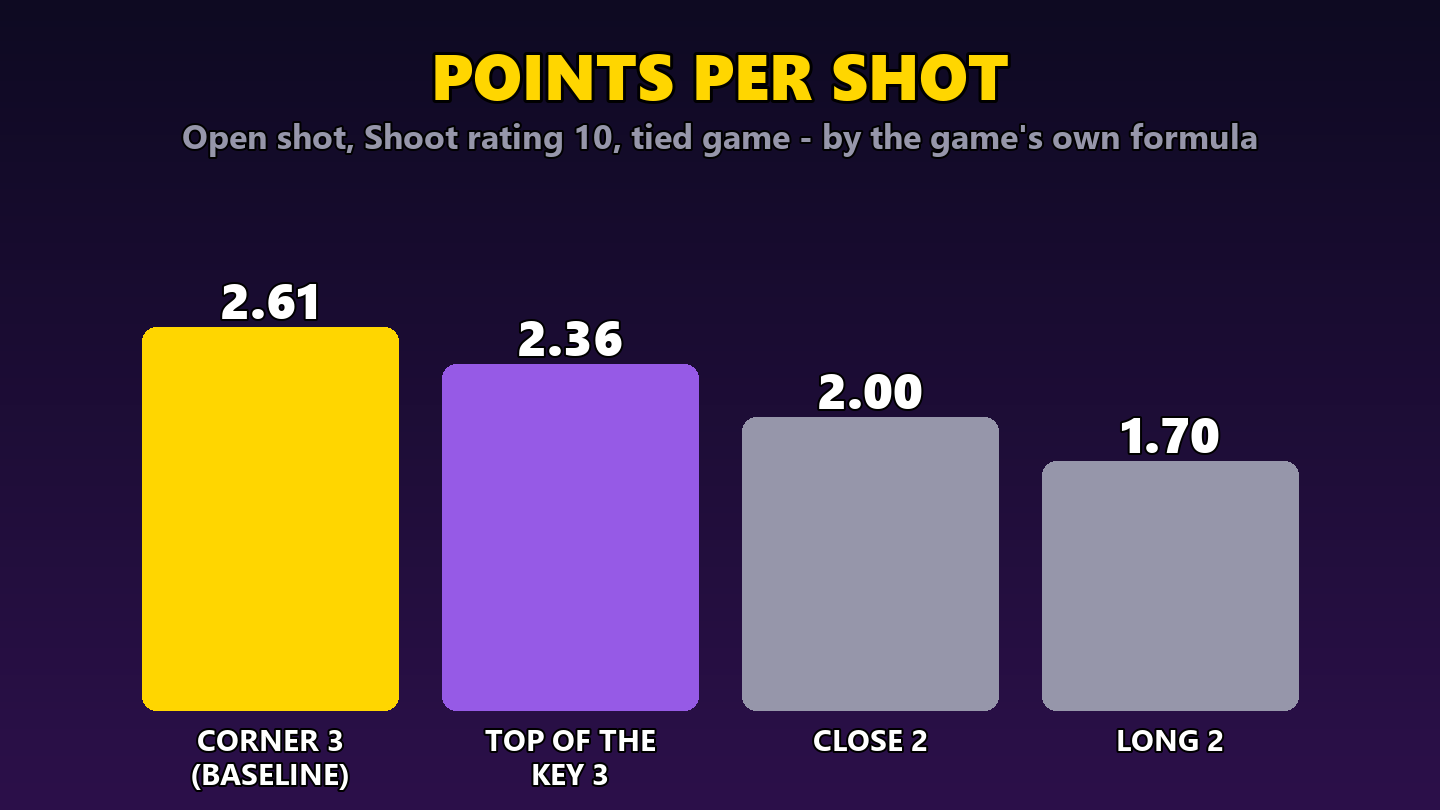 POINTS PER SHOT
Open shot, Shoot rating 10, tied game - by the game's own formula
2.61
2.36
2.00
1.70
CORNER 3
(BASELINE)
TOP OF THE
KEY 3
CLOSE 2
LONG 2